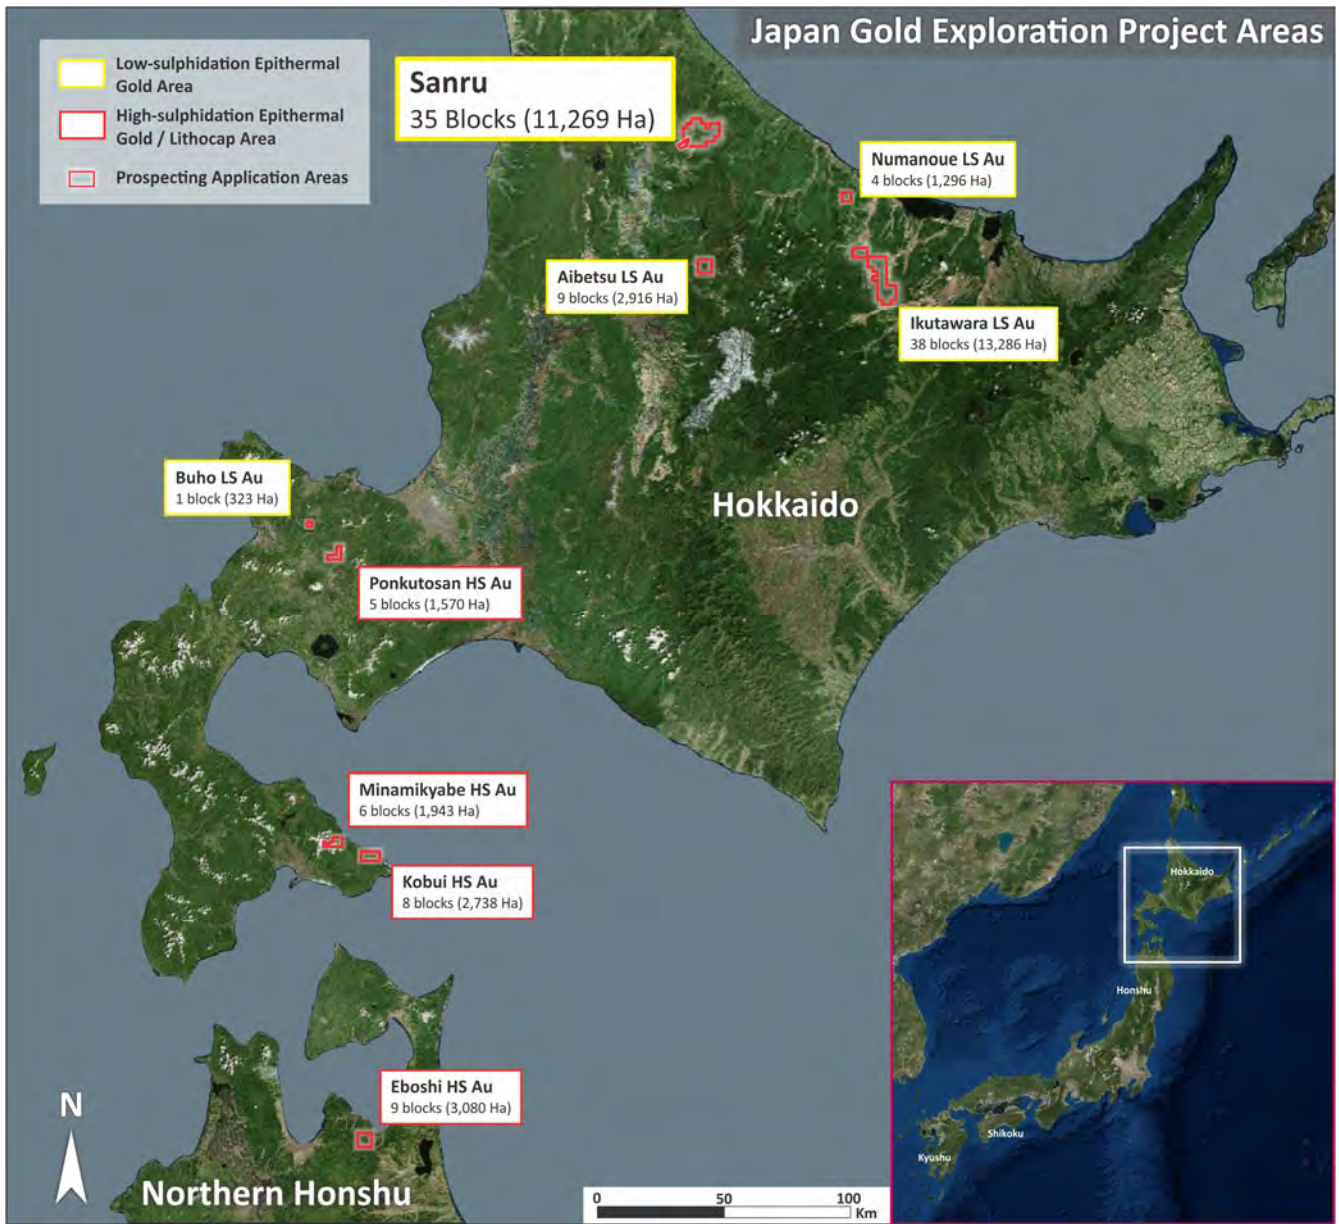 Japan Gold Exploration Project Areas
Low-sulphidation Epithermal
Gold Area
High-sulphidation Epithermal
Gold / Lithocap Area
Prospecting Application Areas
Sanru
35 Blocks (11,269 Ha)
Numanoue LS Au
4 blocks (1,296 Ha)
Aibetsu LS Au
9 blocks (2,916 Ha)
Ikutawara LS Au
38 blocks (13,286 Ha)
Buho LS Au
1 block (323 Ha)
Hokkaido
Ponkutosan HS Au
5 blocks (1,570 Ha)
Minamikyabe HS Au
6 blocks (1,943 Ha)
Kobui HS Au
8 blocks (2,738 Ha)
Eboshi HS Au
9 blocks (3,080 Ha)
N
Northern Honshu
0 50 100
Km
Hokkaido
Honshu
Shikoku
Kyushu